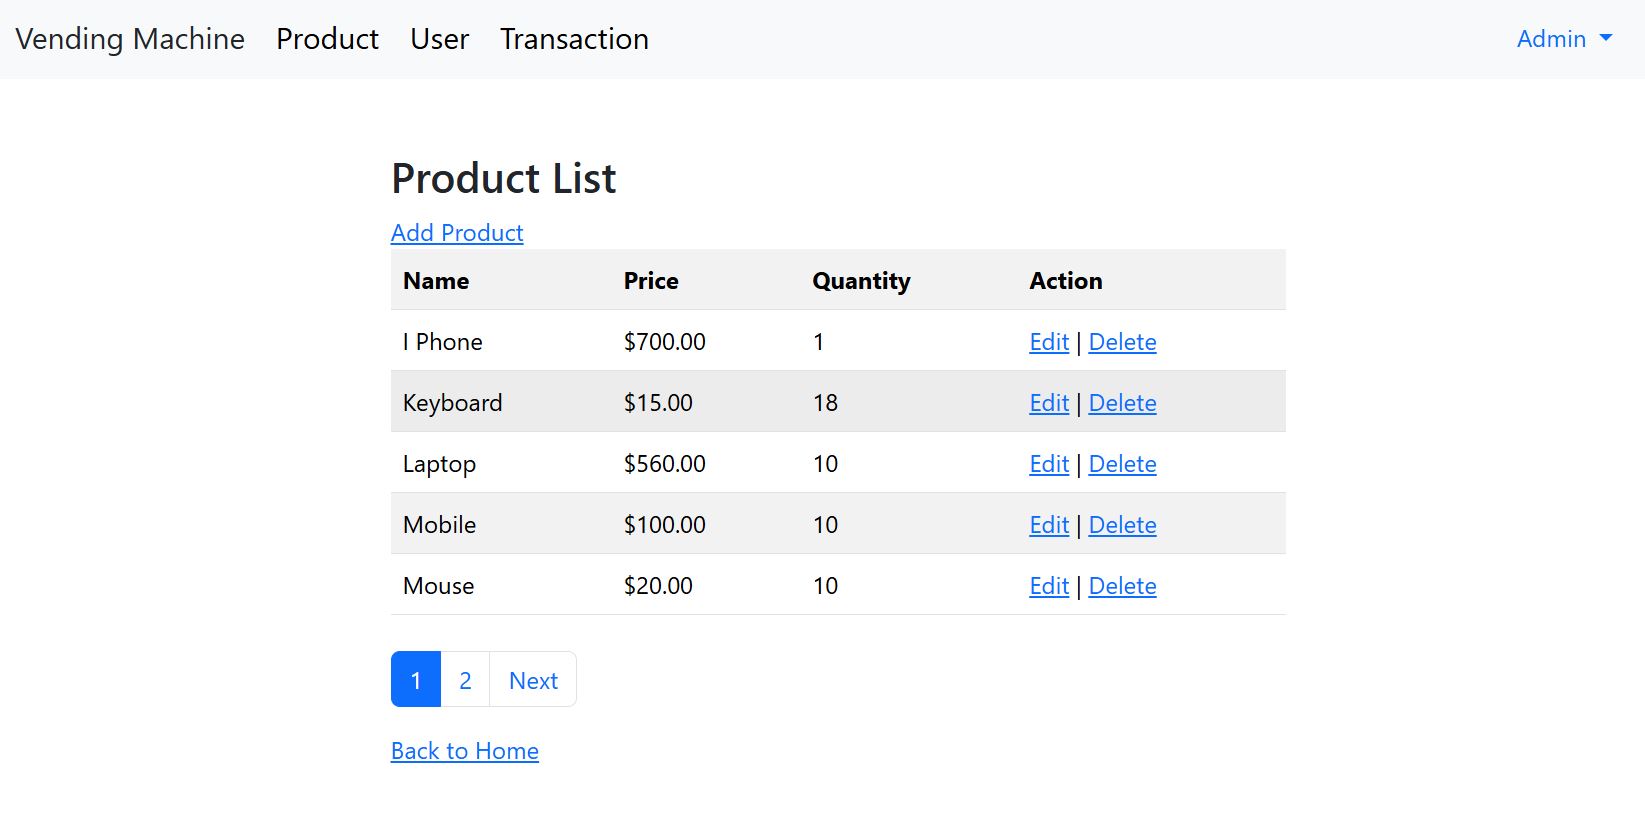 Vending Machine Product User Transaction Admin
Product List
Add Product
Name Price Quantity Action
I Phone $700.00 1 Edit | Delete
Keyboard $15.00 18 Edit | Delete
Laptop $560.00 10 Edit | Delete
Mobile $100.00 10 Edit | Delete
Mouse $20.00 10 Edit | Delete
1 2 Next
Back to Home